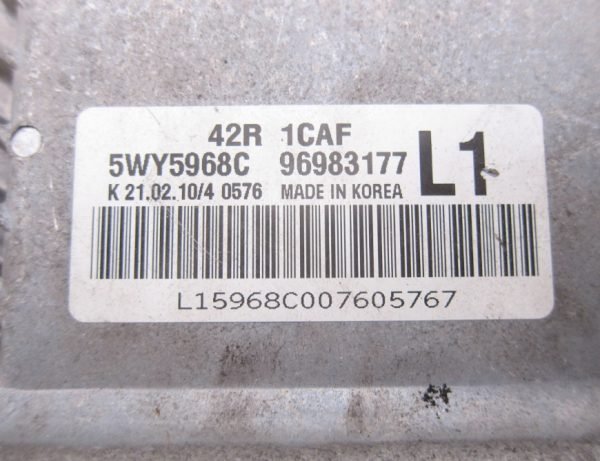 42R 1CAF
5WY5968C 96983177 L1
K 21.02.10/4 0576 MADE IN KOREA
L15968C007605767